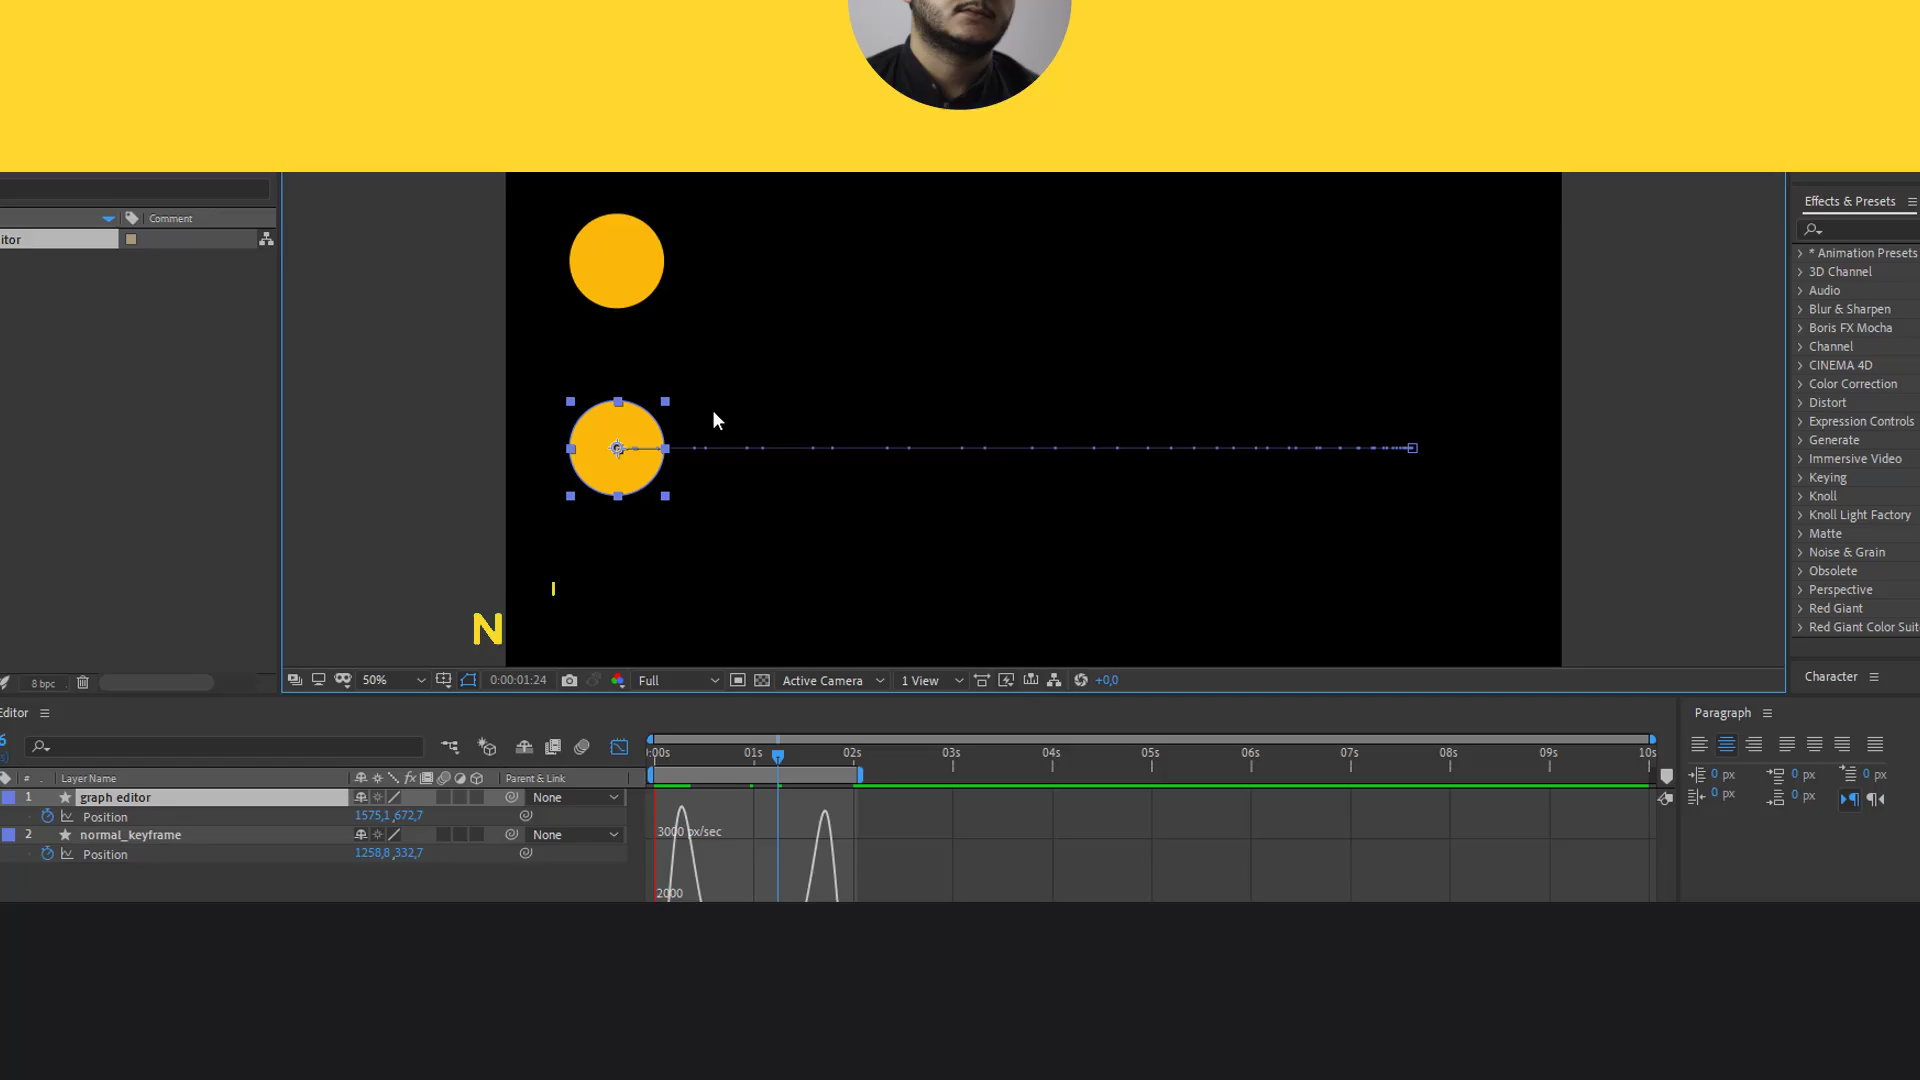 Comment
itor
Effects & Presets
* Animation Presets
3D Channel
Audio
Blur & Sharpen
Boris FX Mocha
Channel
CINEMA 4D
Color Correction
Distort
Expression Controls
Generate
Immersive Video
Keying
Knoll
Knoll Light Factory
Matte
Noise & Grain
Obsolete
Perspective
Red Giant
Red Giant Color Suit
N
8 bpc
50%
0:00:01:24
Full
Active Camera
1 View
+0,0
Character
Editor
Paragraph
:00s 01s 02s 03s 04s 05s 06s 07s 08s 09s 10s
# . Layer Name
fx
Parent & Link
1 graph editor None
Position 1575,1 ,672,7
2 normal_keyframe None
Position 1258,8 ,332,7
3000 px/sec
2000
0 px 0 px 0 px
0 px 0 px